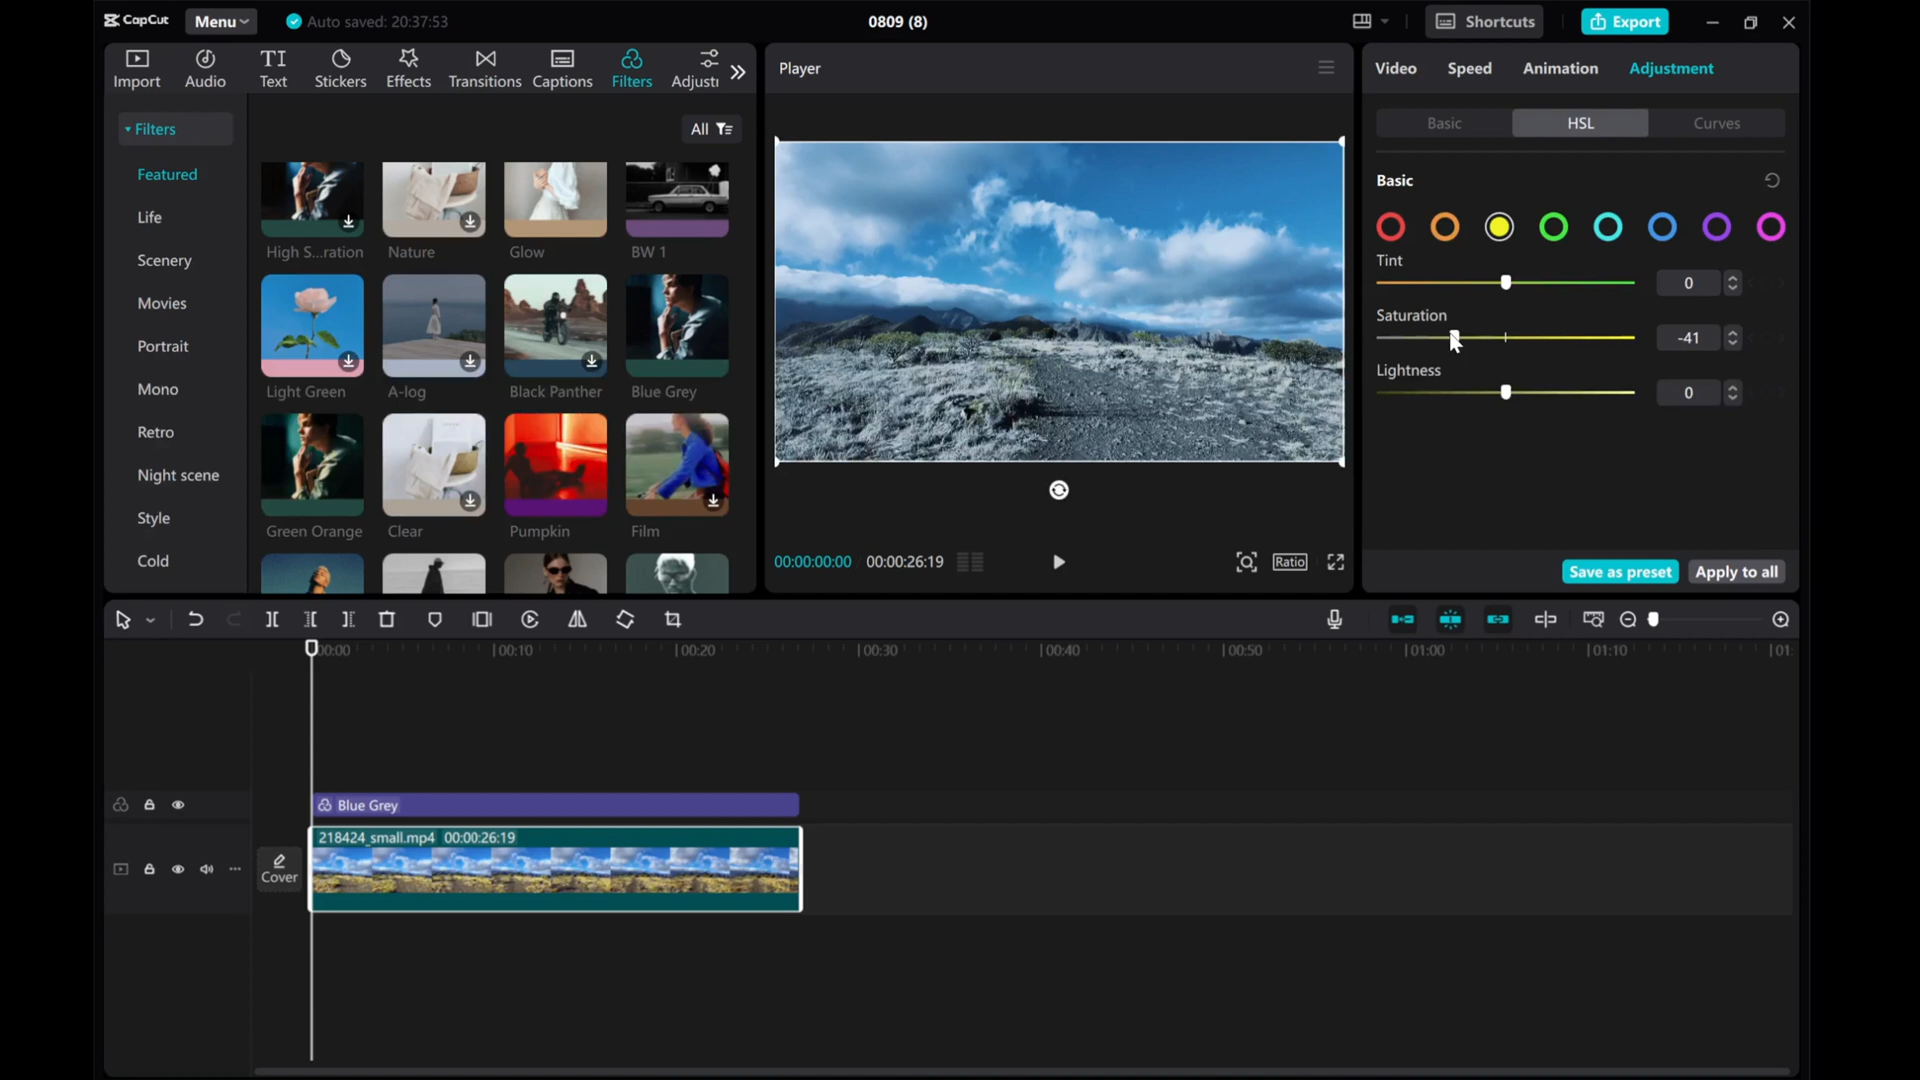 CapCut Menu Auto saved: 20:37:53 0809 (8) Shortcuts Export
Import Audio Text Stickers Effects Transitions Captions Filters Adjustı
TI
Filters
Featured
Life
Scenery
Movies
Portrait
Mono
Retro
Night scene
Style
Cold
All
High S...ration Nature Glow BW 1
Light Green A-log Black Panther Blue Grey
Green Orange Clear Pumpkin Film
Player
00:00:00:00 00:00:26:19 Ratio
Video Speed Animation Adjustment
Basic HSL Curves
Basic
Tint
0
Saturation
-41
Lightness
0
Save as preset Apply to all
00:00 00:10 00:20 00:30 00:40 00:50 01:00 01:10 01:
Blue Grey
218424_small.mp4 00:00:26:19
Cover